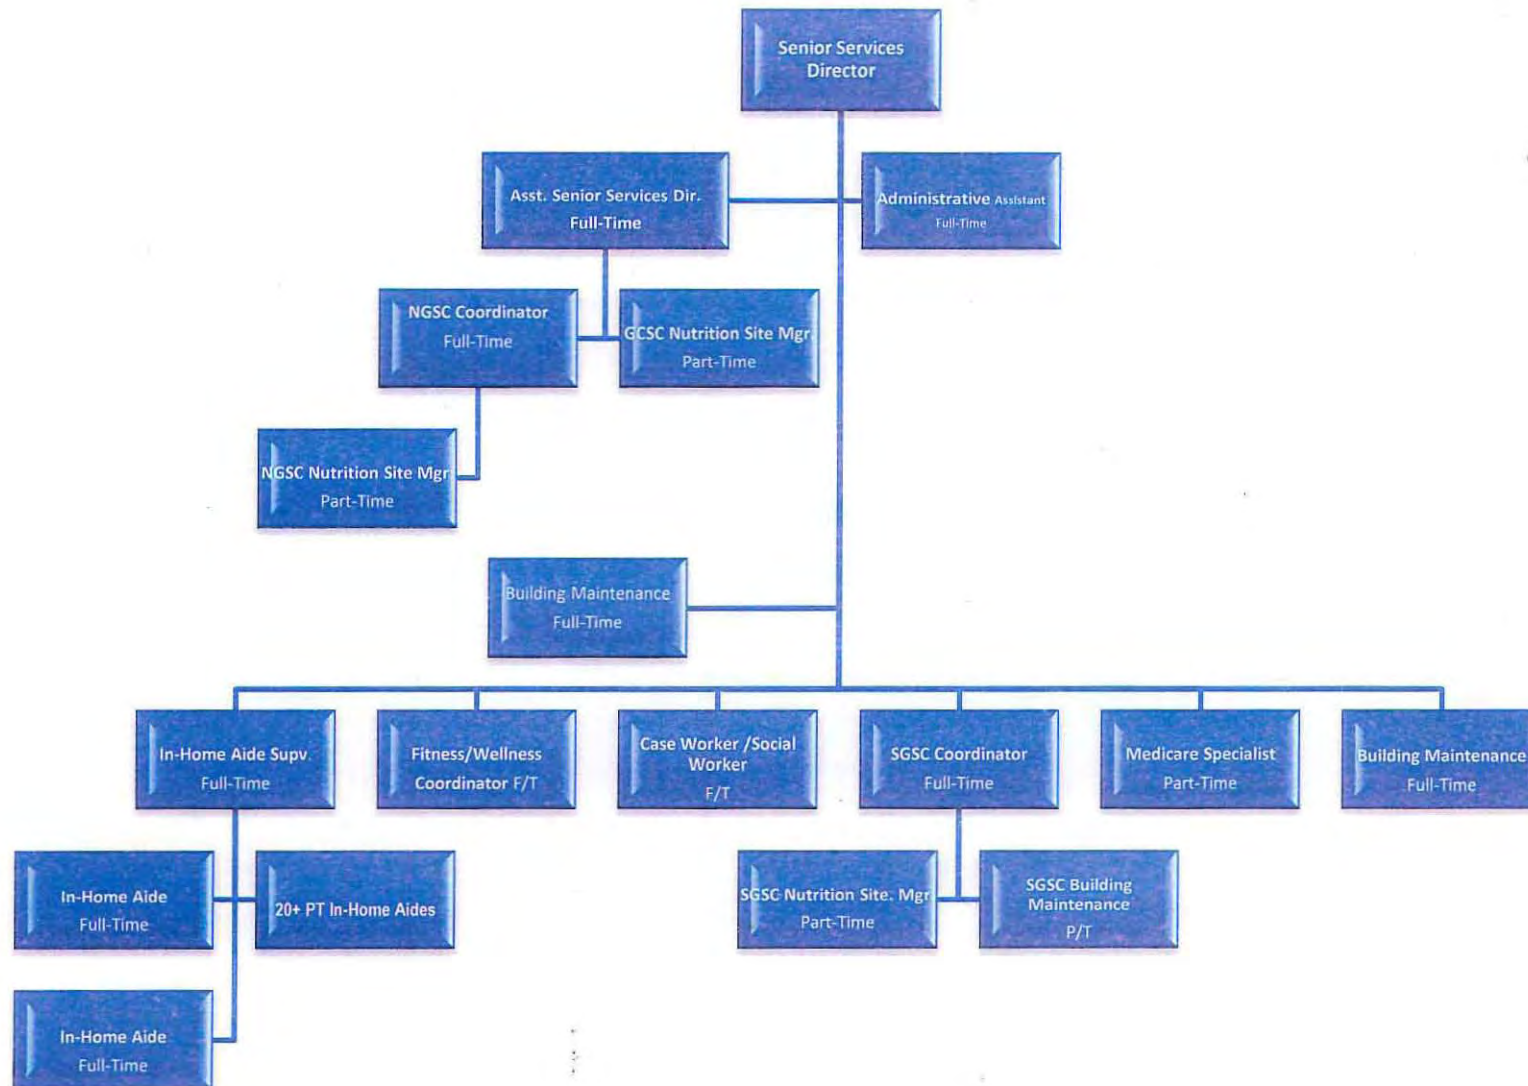 Senior Services
Director
Asst. Senior Services Dir.
Full-Time
Administrative Assistant
Full-Time
NGSC Coordinator
Full-Time
GCSC Nutrition Site Mgr.
Part-Time
NGSC Nutrition Site Mgr
Part-Time
Building Maintenance
Full-Time
In-Home Aide Supv.
Full-Time
Fitness/Wellness
Coordinator F/T
Case Worker /Social
Worker
F/T
SGSC Coordinator
Full-Time
Medicare Specialist
Part-Time
Building Maintenance
Full-Time
In-Home Aide
Full-Time
20+ PT In-Home Aides
SGSC Nutrition Site. Mgr
Part-Time
SGSC Building
Maintenance
P/T
In-Home Aide
Full-Time